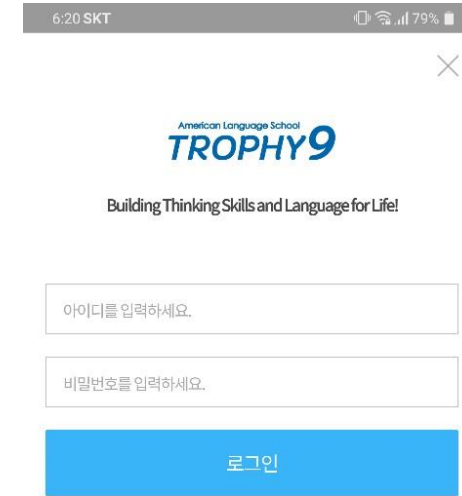 6:20 SKT 79%
American Language School
TROPHY9
Building Thinking Skills and Language for Life!
아이디를 입력하세요.
비밀번호를 입력하세요.
로그인